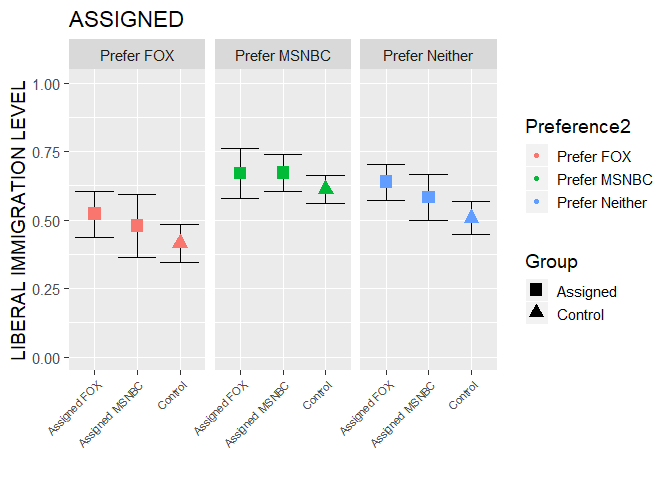 ASSIGNED
Prefer FOX
Prefer MSNBC
Prefer Neither
LIBERAL IMMIGRATION LEVEL
1.00
0.75
0.50
0.25
0.00
Assigned FOX
Assigned MSNBC
Control
Assigned FOX
Assigned MSNBC
Control
Assigned FOX
Assigned MSNBC
Control
Preference2
Prefer FOX
Prefer MSNBC
Prefer Neither
Group
Assigned
Control